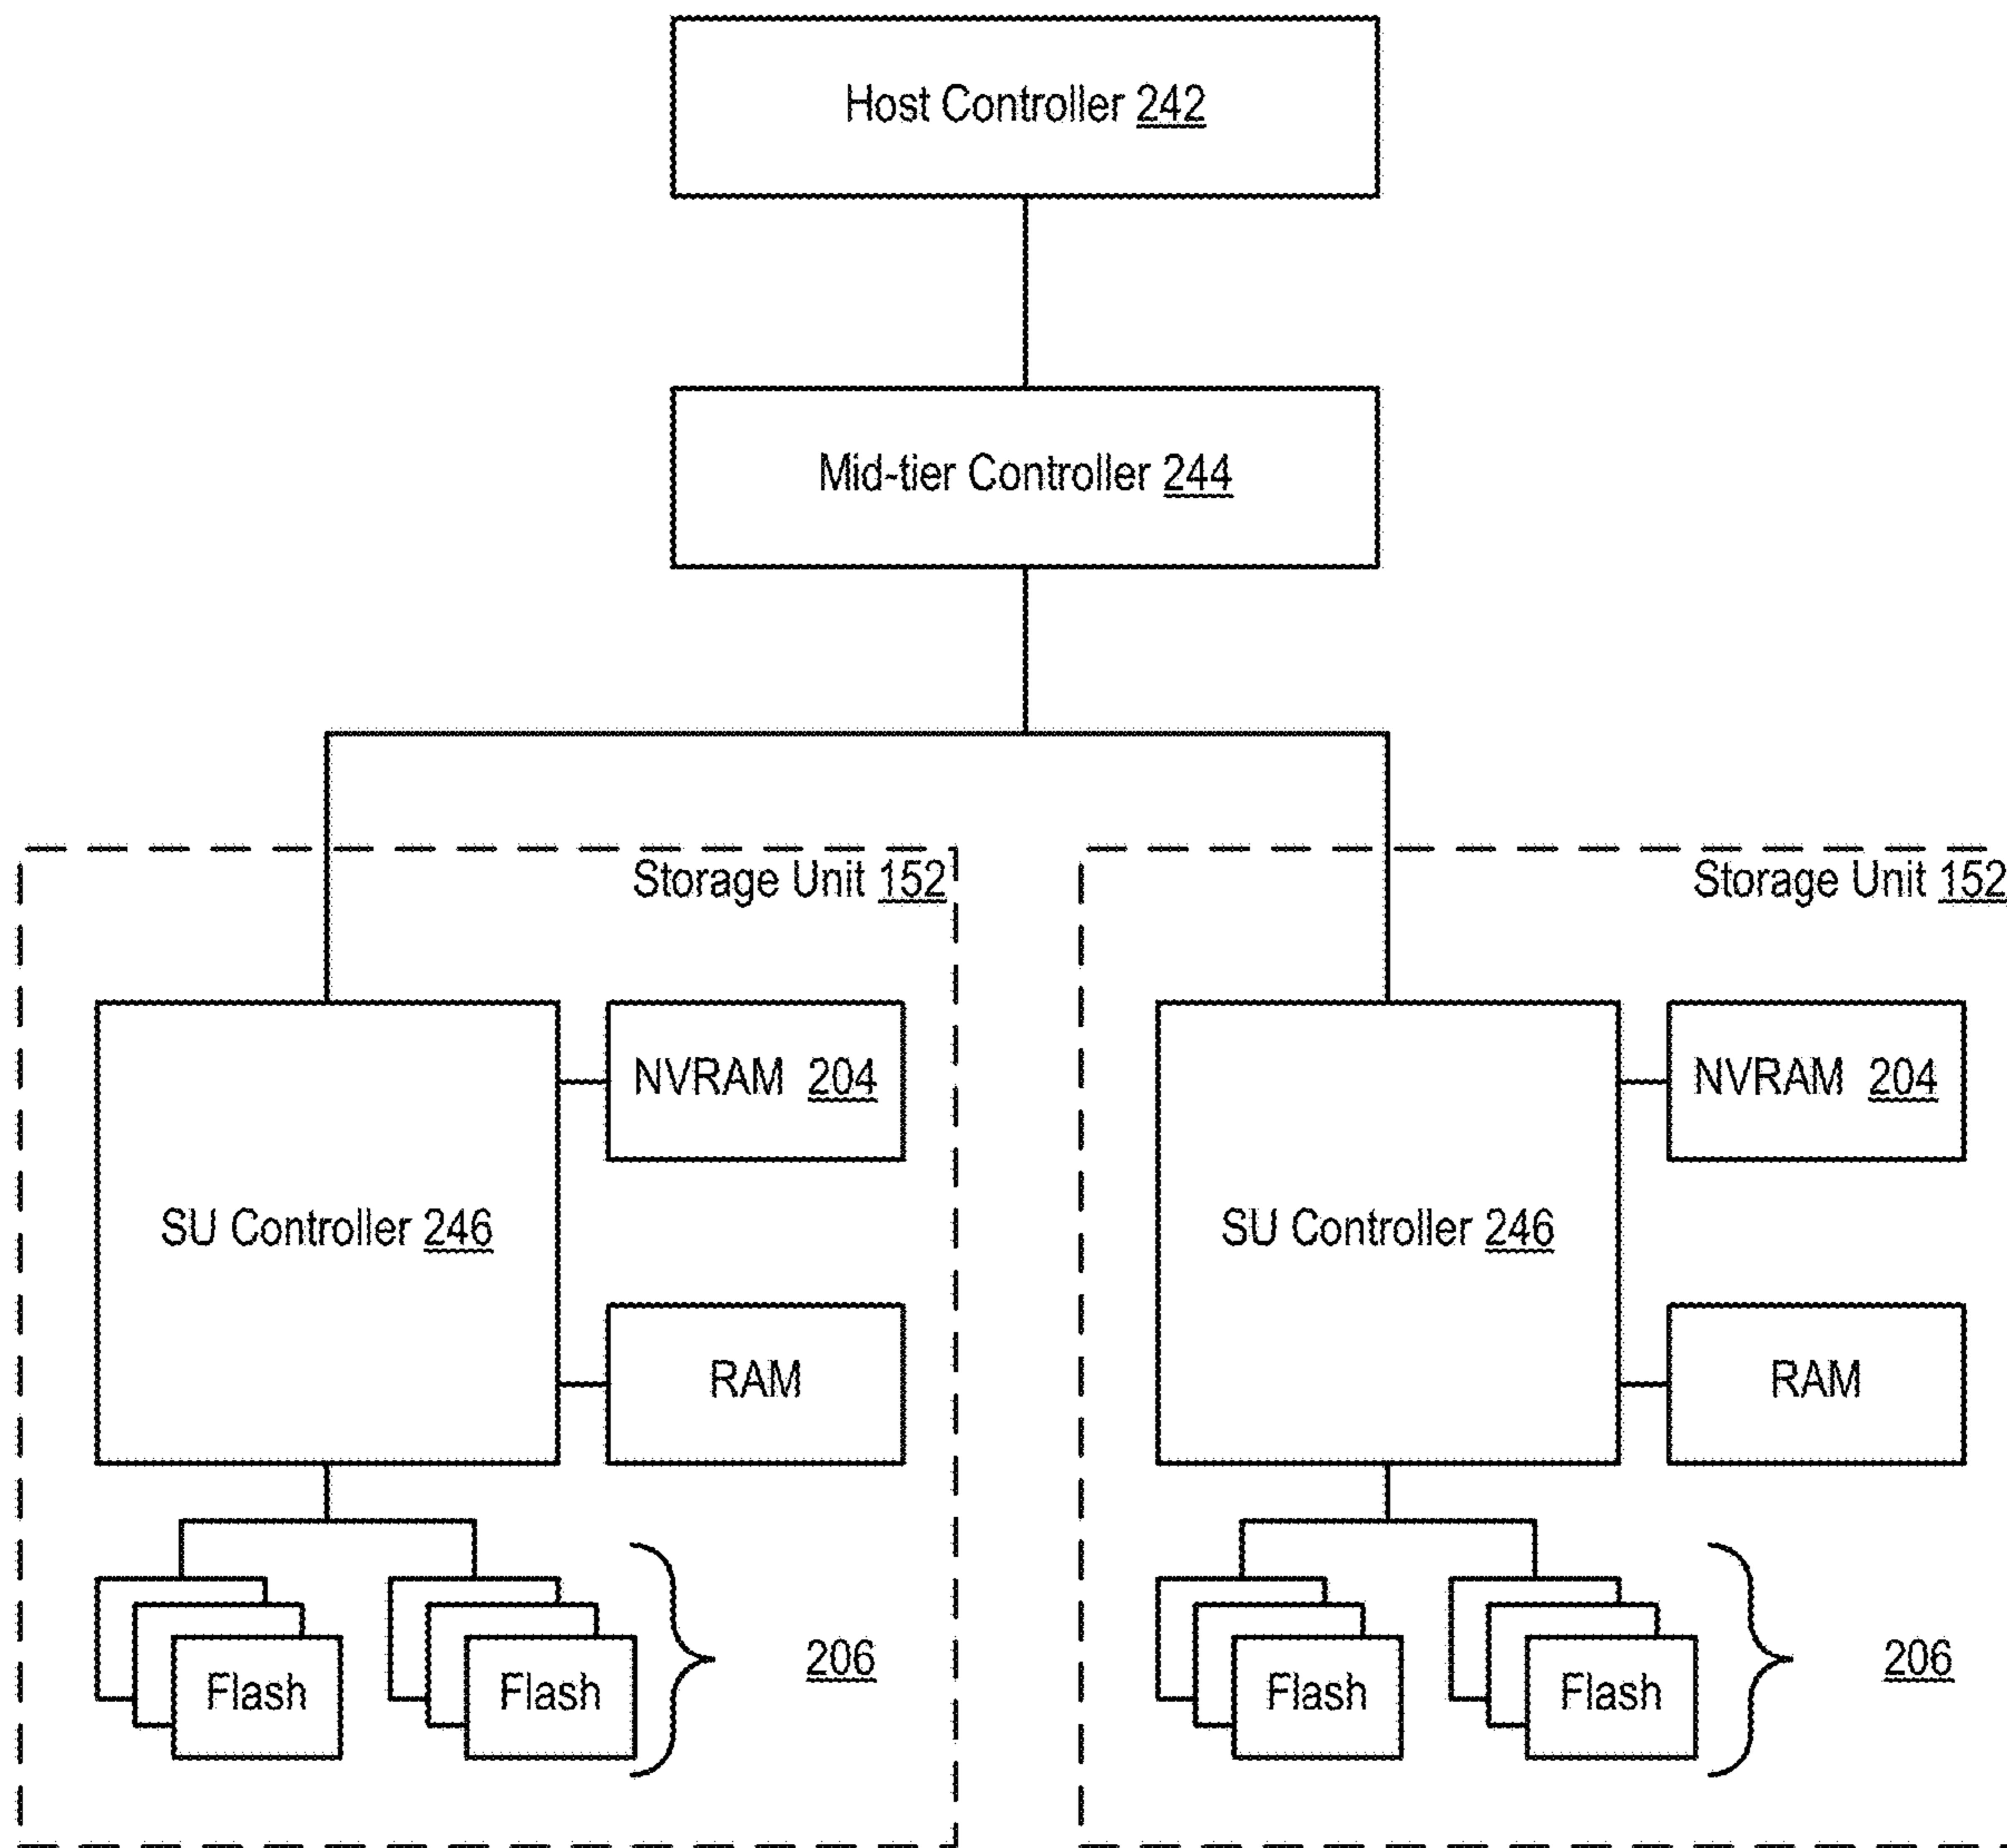 Host Controller 242
Mid-tier Controller 244
Storage Unit 152
Storage Unit 152
NVRAM 204
NVRAM 204
SU Controller 246
SU Controller 246
RAM
RAM
206
206
Flash
Flash
Flash
Flash